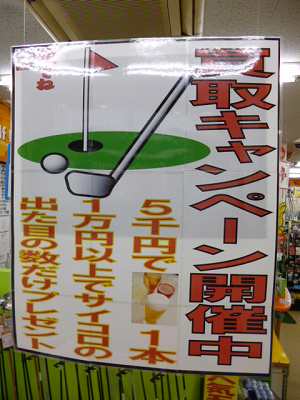 買取キャンペーン開催中
5千円で1本
1万円以上でサイコロの
出た目の数だけプレゼント